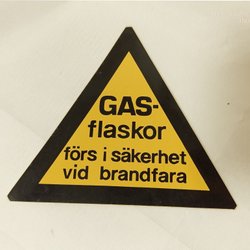 GAS-
flaskor
förs i säkerhet
vid brandfara